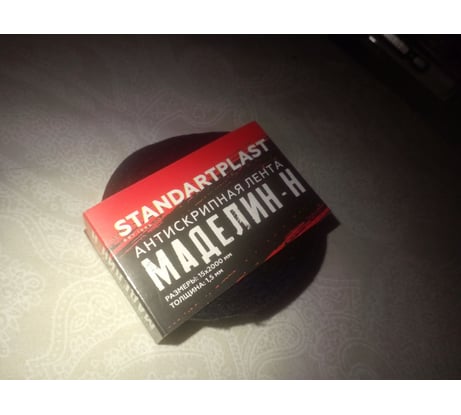 STANDARTPLAST
АНТИСКРИПНАЯ ЛЕНТА
МАДЕЛИН-Н
РАЗМЕРЫ: 15х2000 мм
ТОЛЩИНА: 1,5 мм